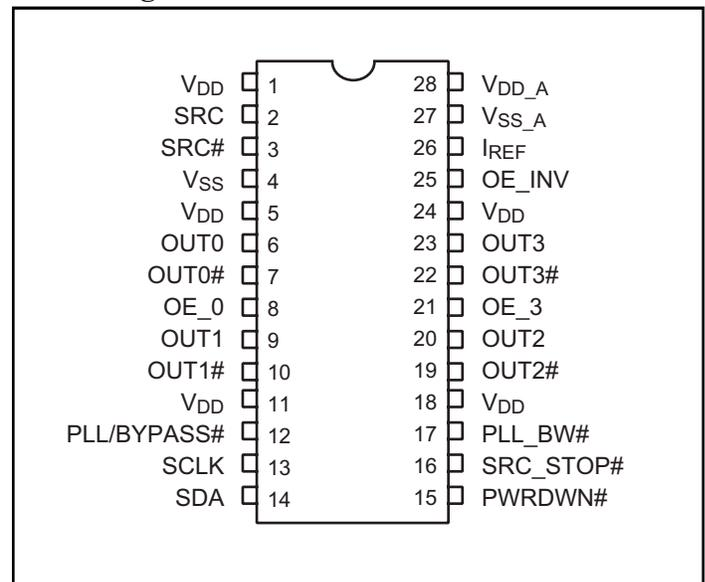 VDD 1 28 VDD_A
SRC 2 27 VSS_A
SRC# 3 26 IREF
VSS 4 25 OE_INV
VDD 5 24 VDD
OUT0 6 23 OUT3
OUT0# 7 22 OUT3#
OE_0 8 21 OE_3
OUT1 9 20 OUT2
OUT1# 10 19 OUT2#
VDD 11 18 VDD
PLL/BYPASS# 12 17 PLL_BW#
SCLK 13 16 SRC_STOP#
SDA 14 15 PWRDWN#